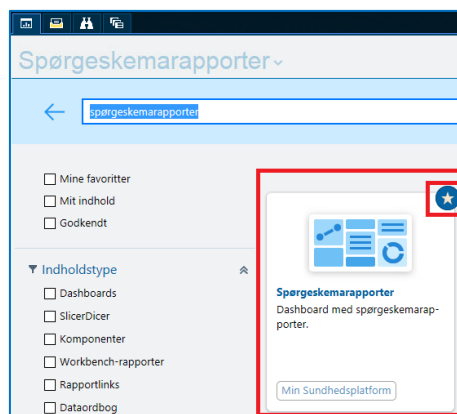 Spørgeskemarapporter
spørgeskemarapporter
Mine favoritter
Mit indhold
Godkendt
Indholdstype
Dashboards
SlicerDicer
Komponenter
Workbench-rapporter
Rapportlinks
Dataordbog
Spørgeskemarapporter
Dashboard med spørgeskemarap-
porter.
Min Sundhedsplatform